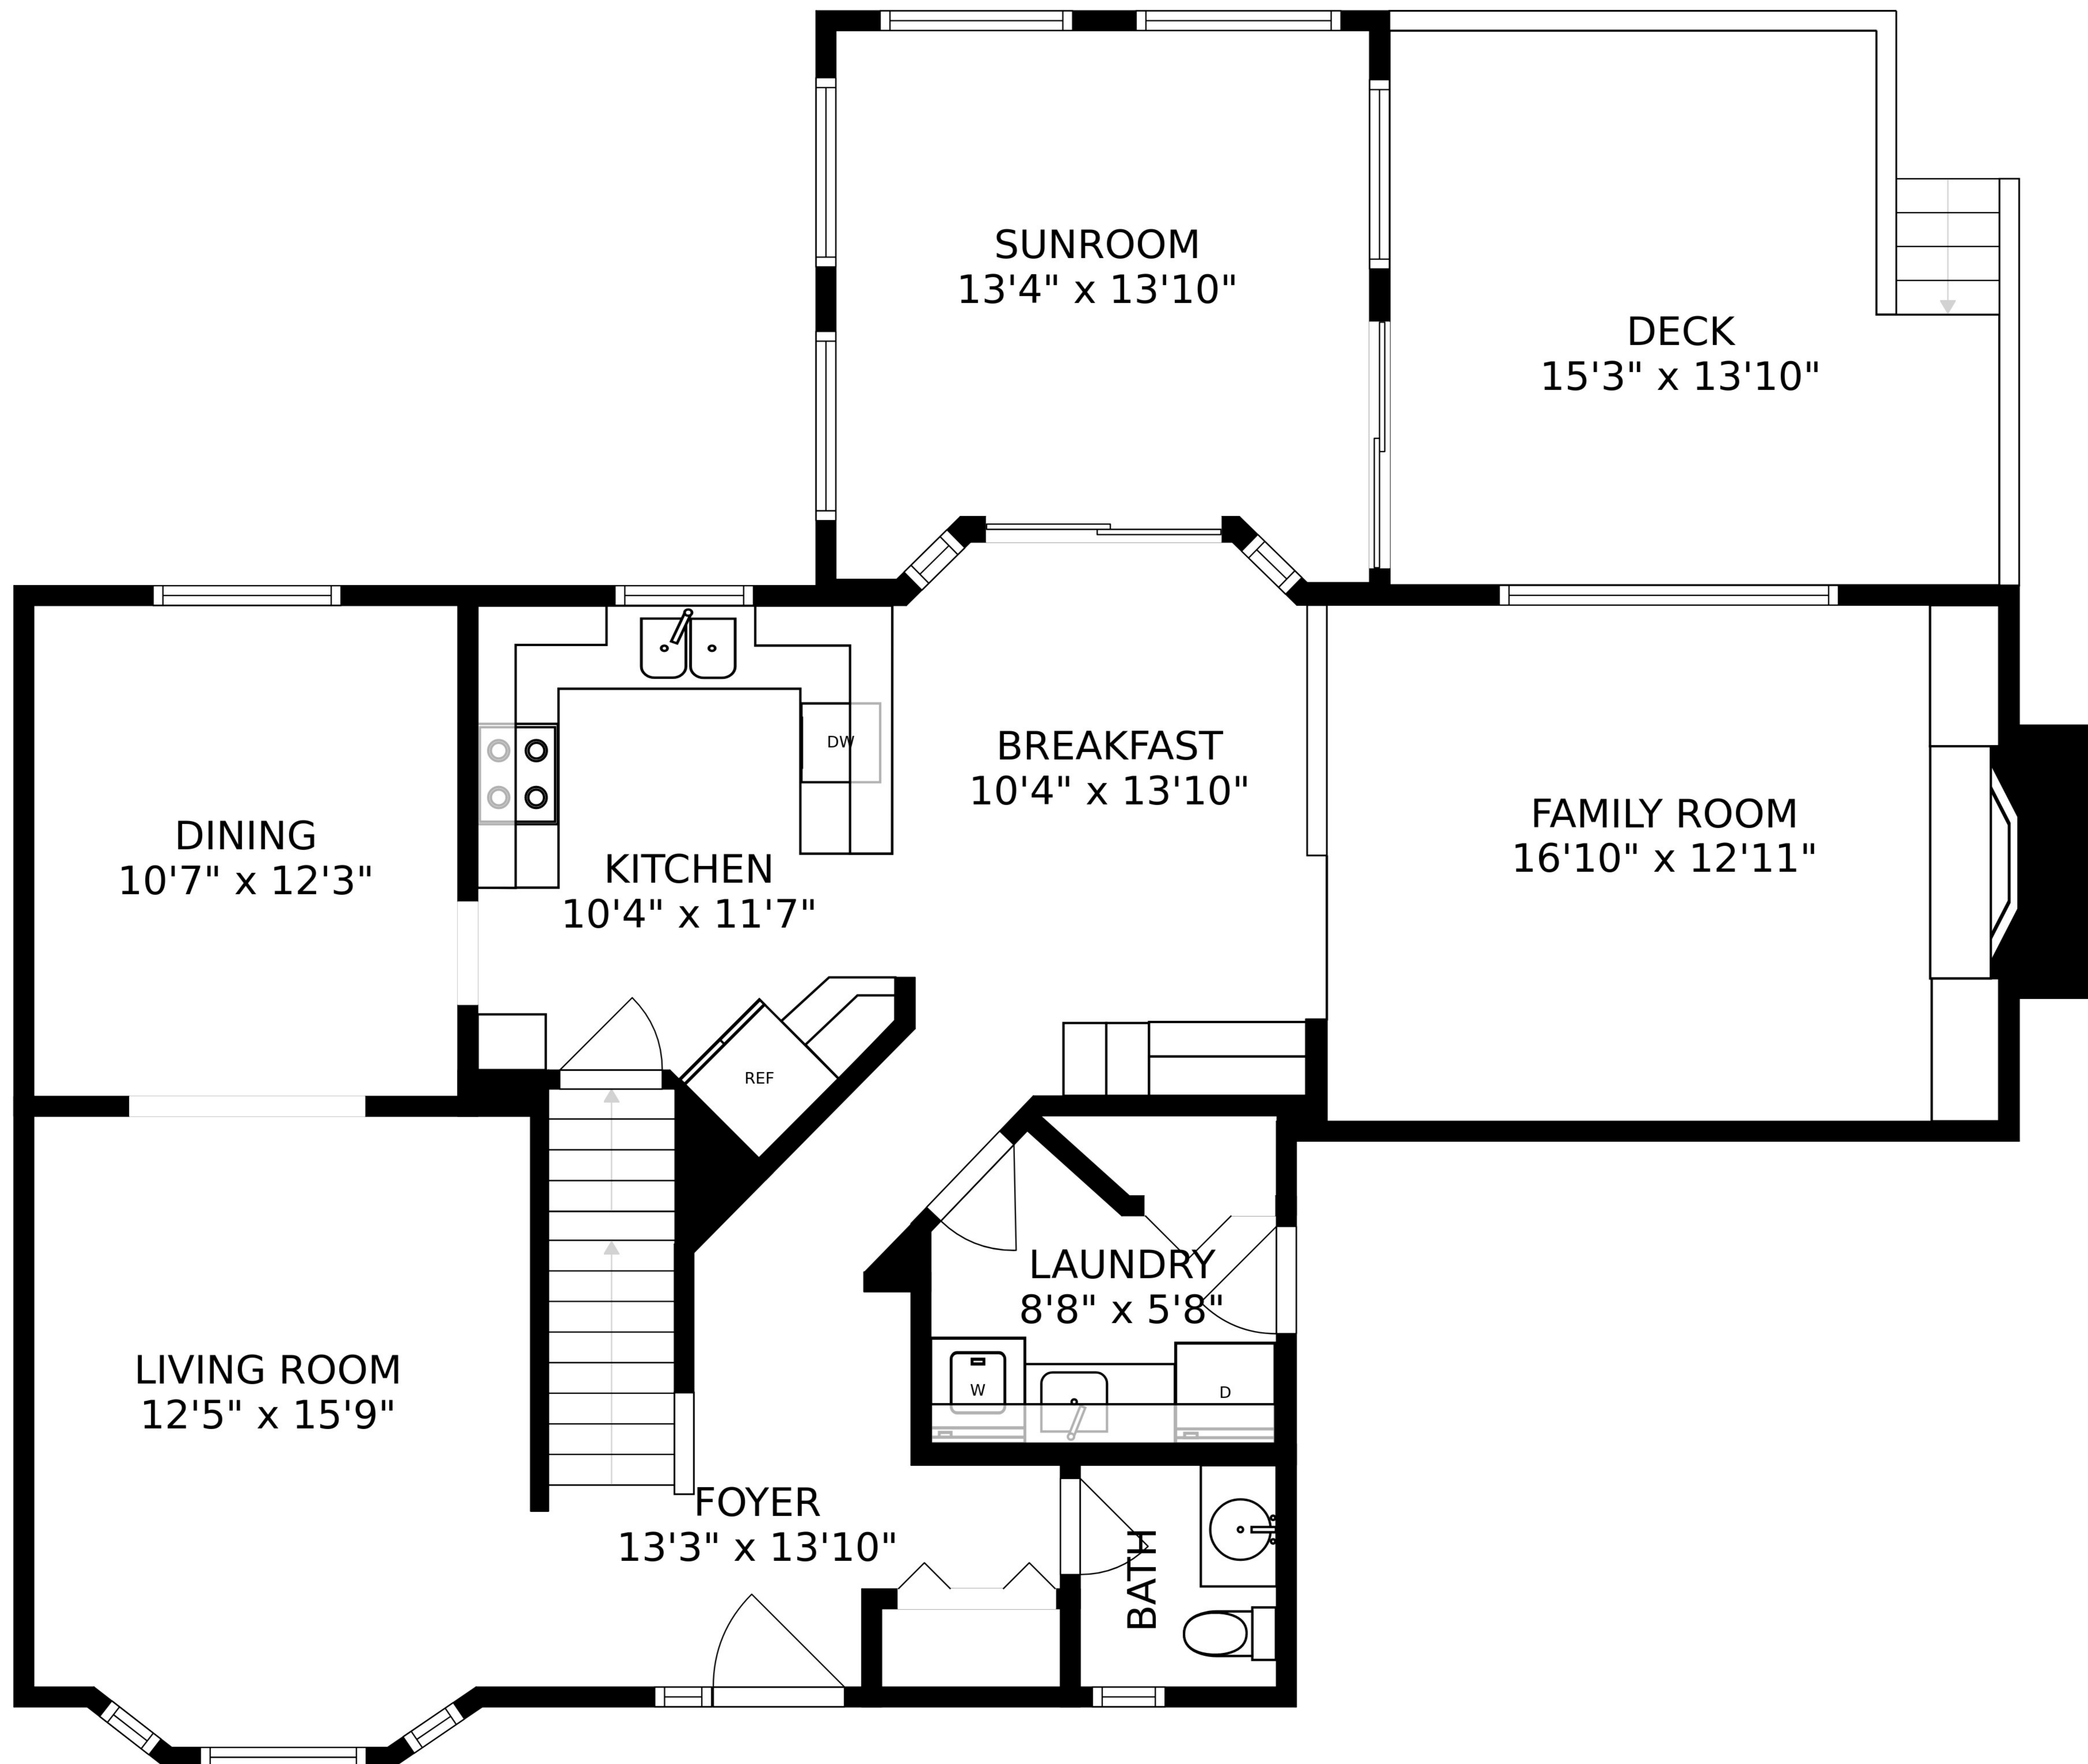 SUNROOM
13'4" x 13'10"
DECK
15'3" x 13'10"
DINING
10'7" x 12'3"
KITCHEN
10'4" x 11'7"
DW
BREAKFAST
10'4" x 13'10"
FAMILY ROOM
16'10" x 12'11"
REF
LIVING ROOM
12'5" x 15'9"
LAUNDRY
8'8" x 5'8"
W
D
FOYER
13'3" x 13'10"
BATH